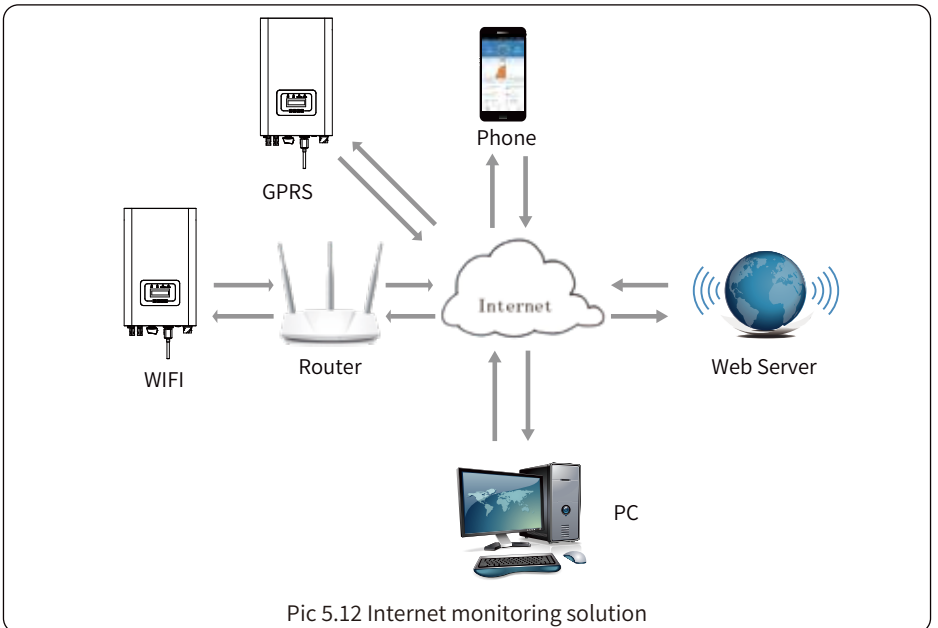 Phone
GPRS
Internet
WIFI
Router
Web Server
PC
Pic 5.12 Internet monitoring solution